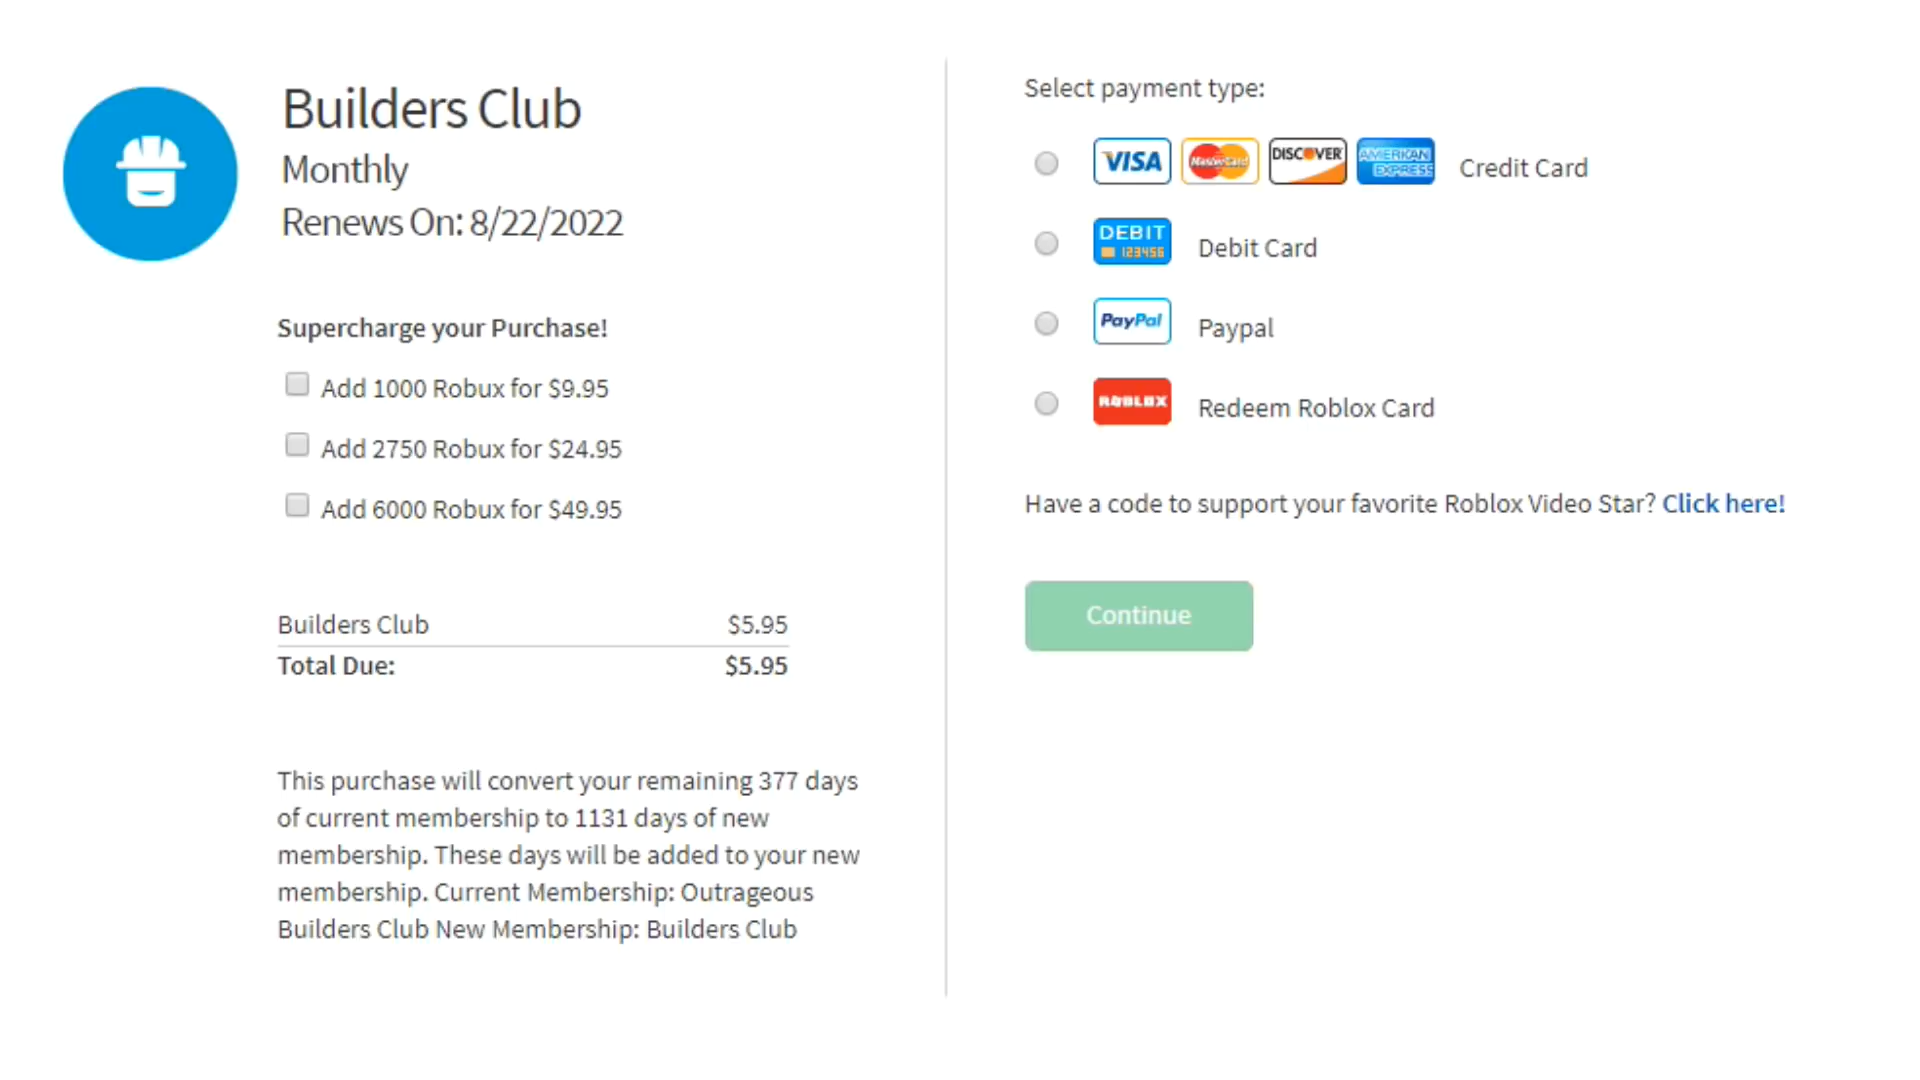 Builders Club
Monthly
Renews On: 8/22/2022
Supercharge your Purchase!
Add 1000 Robux for $9.95
Add 2750 Robux for $24.95
Add 6000 Robux for $49.95
Builders Club $5.95
Total Due: $5.95
This purchase will convert your remaining 377 days
of current membership to 1131 days of new
membership. These days will be added to your new
membership. Current Membership: Outrageous
Builders Club New Membership: Builders Club
Select payment type:
VISA MasterCard DISCOVER AMERICAN EXPRESS Credit Card
DEBIT 123456 Debit Card
PayPal Paypal
ROBLOX Redeem Roblox Card
Have a code to support your favorite Roblox Video Star? Click here!
Continue